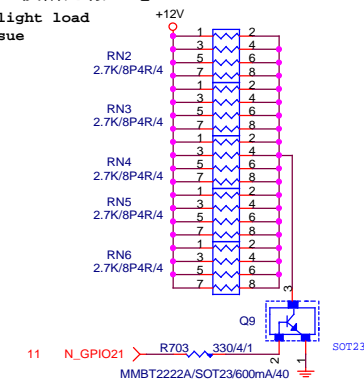 light load
sue
+12V
1 2
3 4
5 6
7 8
RN2
2.7K/8P4R/4
1 2
3 4
5 6
7 8
RN3
2.7K/8P4R/4
1 2
3 4
5 6
7 8
RN4
2.7K/8P4R/4
1 2
3 4
5 6
7 8
RN5
2.7K/8P4R/4
1 2
3 4
5 6
7 8
RN6
2.7K/8P4R/4
3
Q9
SOT23
11 N_GPIO21 R703 330/4/1 2 1
MMBT2222A/SOT23/600mA/40